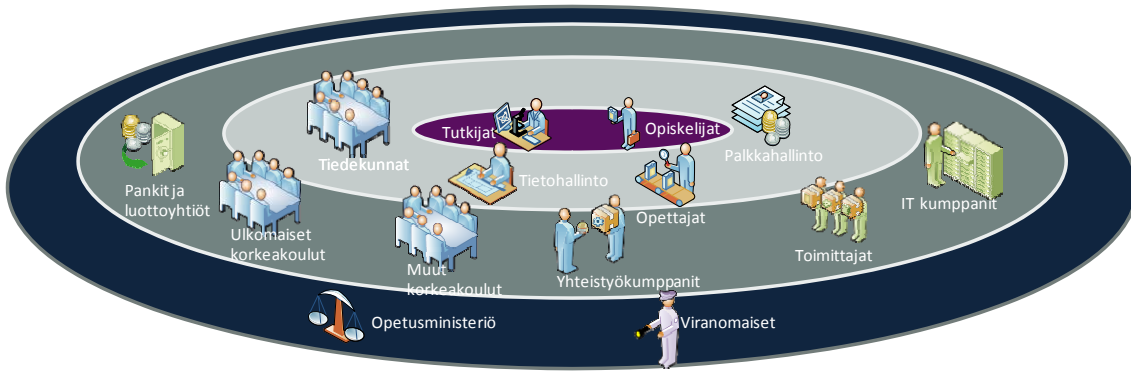 Tutkijat
Opiskelijat
Tiedekunnat
Palkkahallinto
Tietohallinto
Pankit ja
luottoyhtiöt
IT kumppanit
Ulkomaiset
korkeakoulut
Opettajat
Muut
korkeakoulut
Yhteistyökumppanit
Toimittajat
Opetusministeriö
Viranomaiset